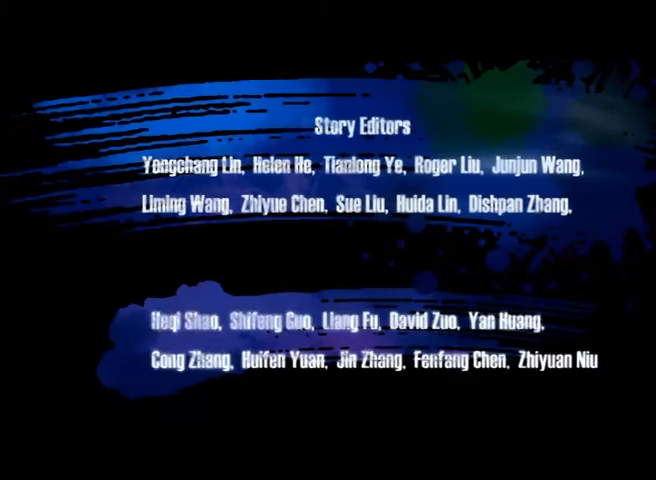 Story Editors
Yongchang Lin, Helen He, Tianlong Ye, Roger Liu, Junjun Wang,
Liming Wang, Zhiyue Chen, Sue Liu, Huida Lin, Dishpan Zhang,
Heqi Shao, Shifeng Guo, Liang Fu, David Zuo, Yan Huang,
Cong Zhang, Huifen Yuan, Jin Zhang, Fenfang Chen, Zhiyuan Niu